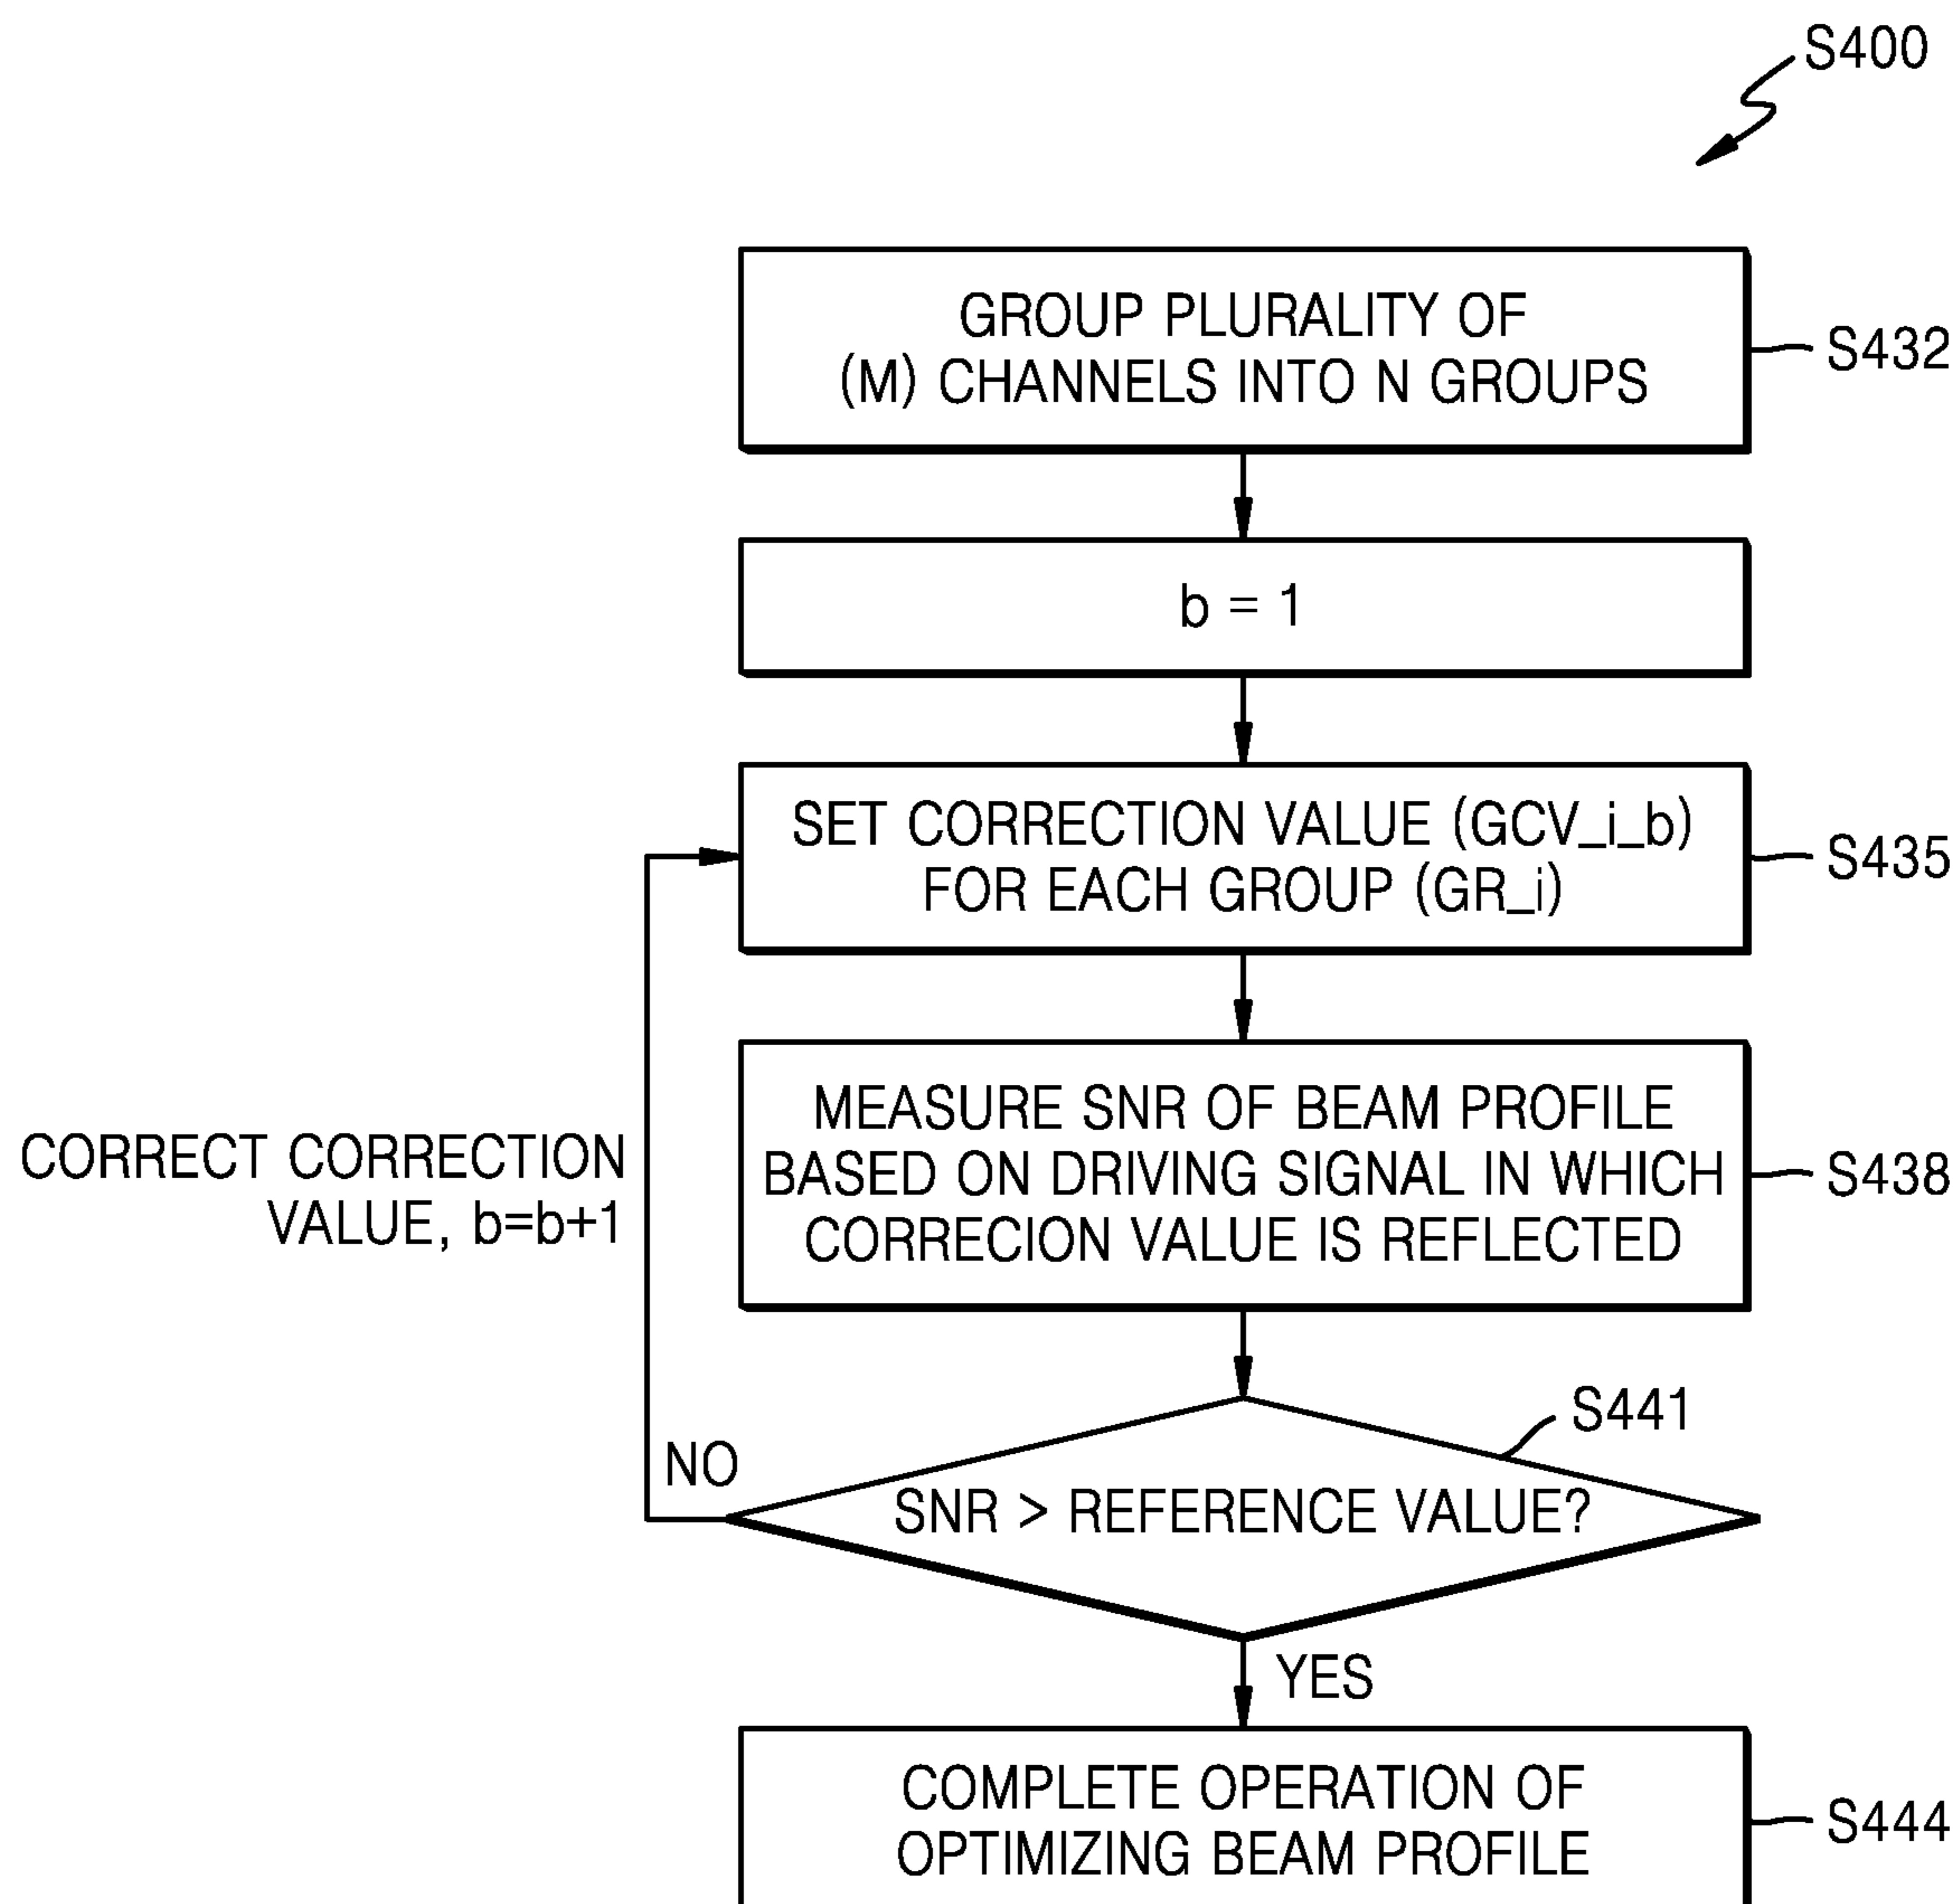 S400
GROUP PLURALITY OF
(M) CHANNELS INTO N GROUPS
S432
b = 1
SET CORRECTION VALUE (GCV_i_b)
FOR EACH GROUP (GR_i)
S435
MEASURE SNR OF BEAM PROFILE
BASED ON DRIVING SIGNAL IN WHICH
CORRECION VALUE IS REFLECTED
S438
CORRECT CORRECTION
VALUE, b=b+1
S441
NO
SNR > REFERENCE VALUE?
YES
COMPLETE OPERATION OF
OPTIMIZING BEAM PROFILE
S444